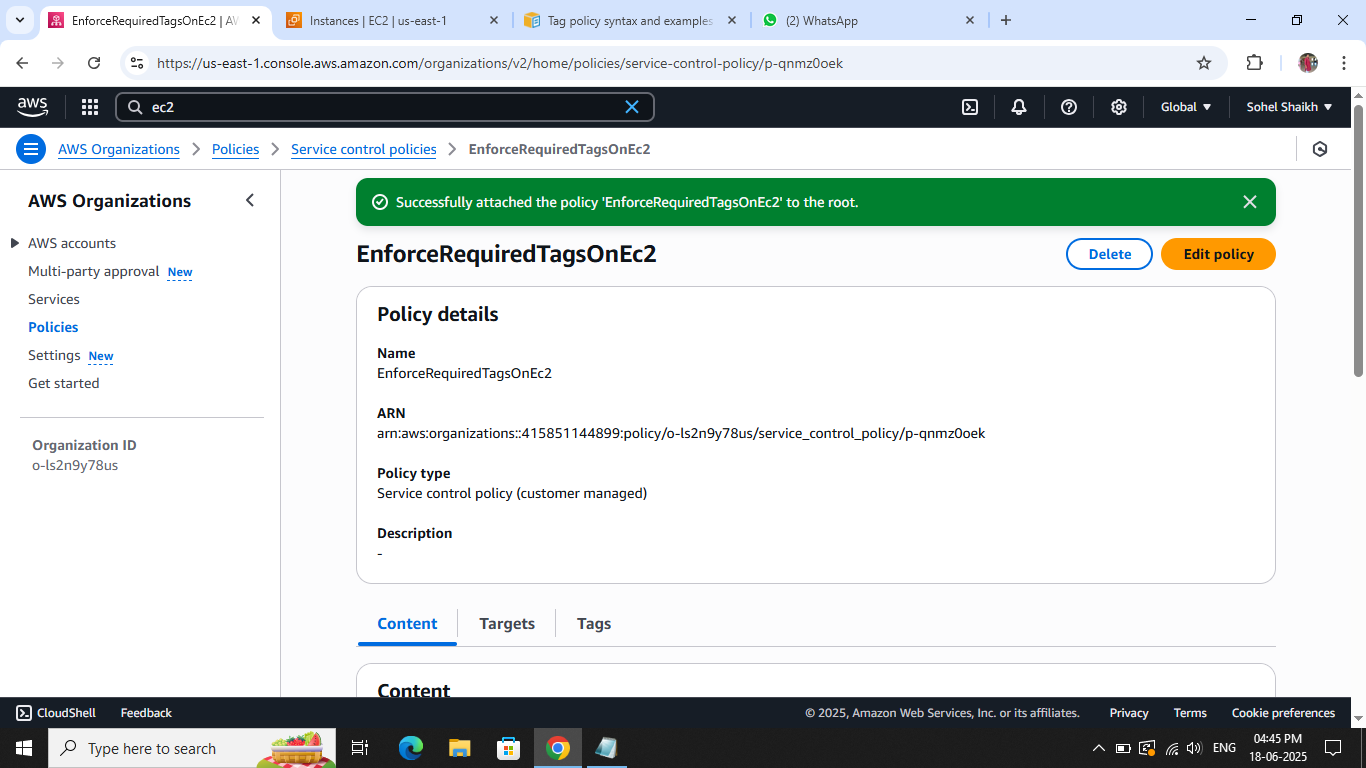 EnforceRequiredTagsOnEc2 | AW
Instances | EC2 | us-east-1
Tag policy syntax and examples
(2) WhatsApp
https://us-east-1.console.aws.amazon.com/organizations/v2/home/policies/service-control-policy/p-qnmz0oek
aws
ec2
Global
Sohel Shaikh
AWS Organizations
Policies
Service control policies
EnforceRequiredTagsOnEc2
AWS Organizations
AWS accounts
Multi-party approval New
Services
Policies
Settings New
Get started
Organization ID
o-ls2n9y78us
Successfully attached the policy 'EnforceRequiredTagsOnEc2' to the root.
EnforceRequiredTagsOnEc2
Delete
Edit policy
Policy details
Name
EnforceRequiredTagsOnEc2
ARN
arn:aws:organizations::415851144899:policy/o-ls2n9y78us/service_control_policy/p-qnmz0oek
Policy type
Service control policy (customer managed)
Description
-
Content
Targets
Tags
Content
CloudShell
Feedback
© 2025, Amazon Web Services, Inc. or its affiliates.
Privacy
Terms
Cookie preferences
Type here to search
ENG
04:45 PM
18-06-2025